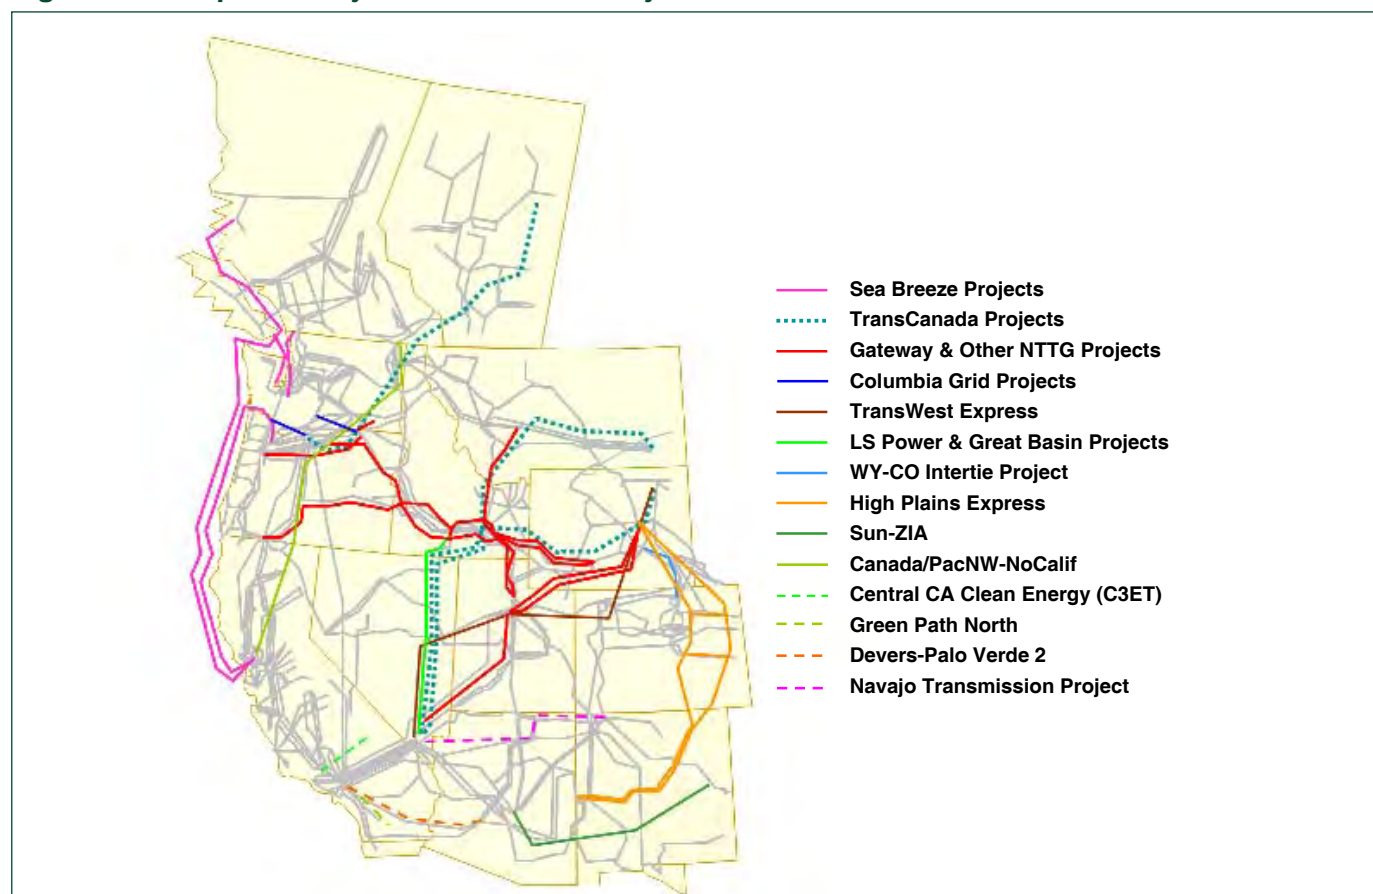 Sea Breeze Projects
TransCanada Projects
Gateway & Other NTTG Projects
Columbia Grid Projects
TransWest Express
LS Power & Great Basin Projects
WY-CO Intertie Project
High Plains Express
Sun-ZIA
Canada/PacNW-NoCalif
Central CA Clean Energy (C3ET)
Green Path North
Devers-Palo Verde 2
Navajo Transmission Project